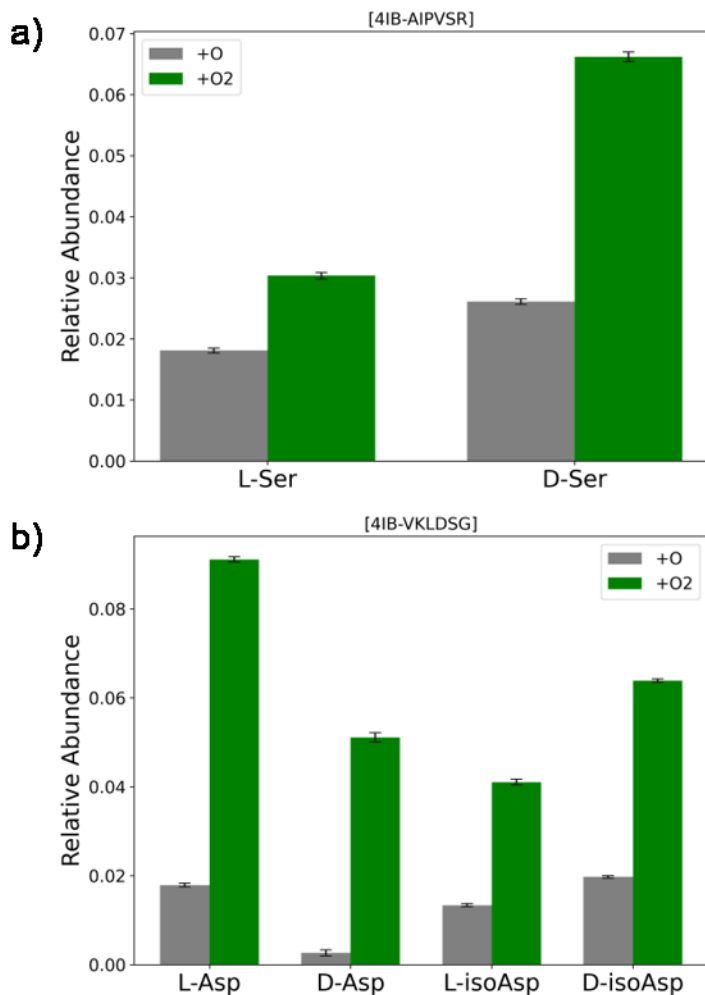 a)
[4IB-AIPVSR]
+O
+O2
Relative Abundance
0.07
0.06
0.05
0.04
0.03
0.02
0.01
0.00
L-Ser D-Ser
b)
[4IB-VKLDSG]
+O
+O2
Relative Abundance
0.08
0.06
0.04
0.02
0.00
L-Asp D-Asp L-isoAsp D-isoAsp